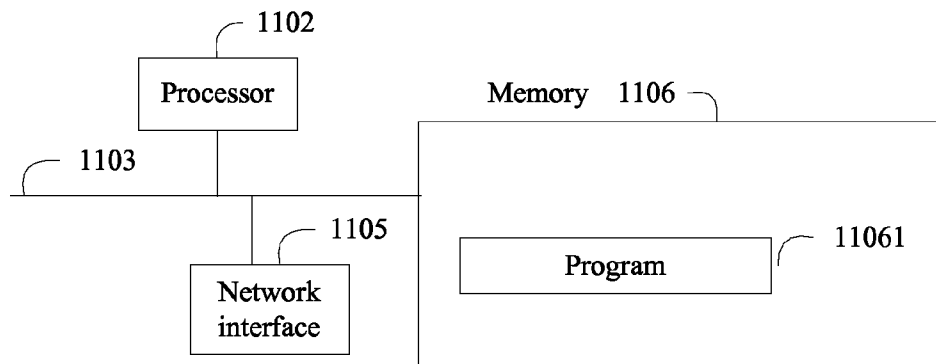 1102
Processor
Memory 1106
1103
1105
11061
Program
Network
interface